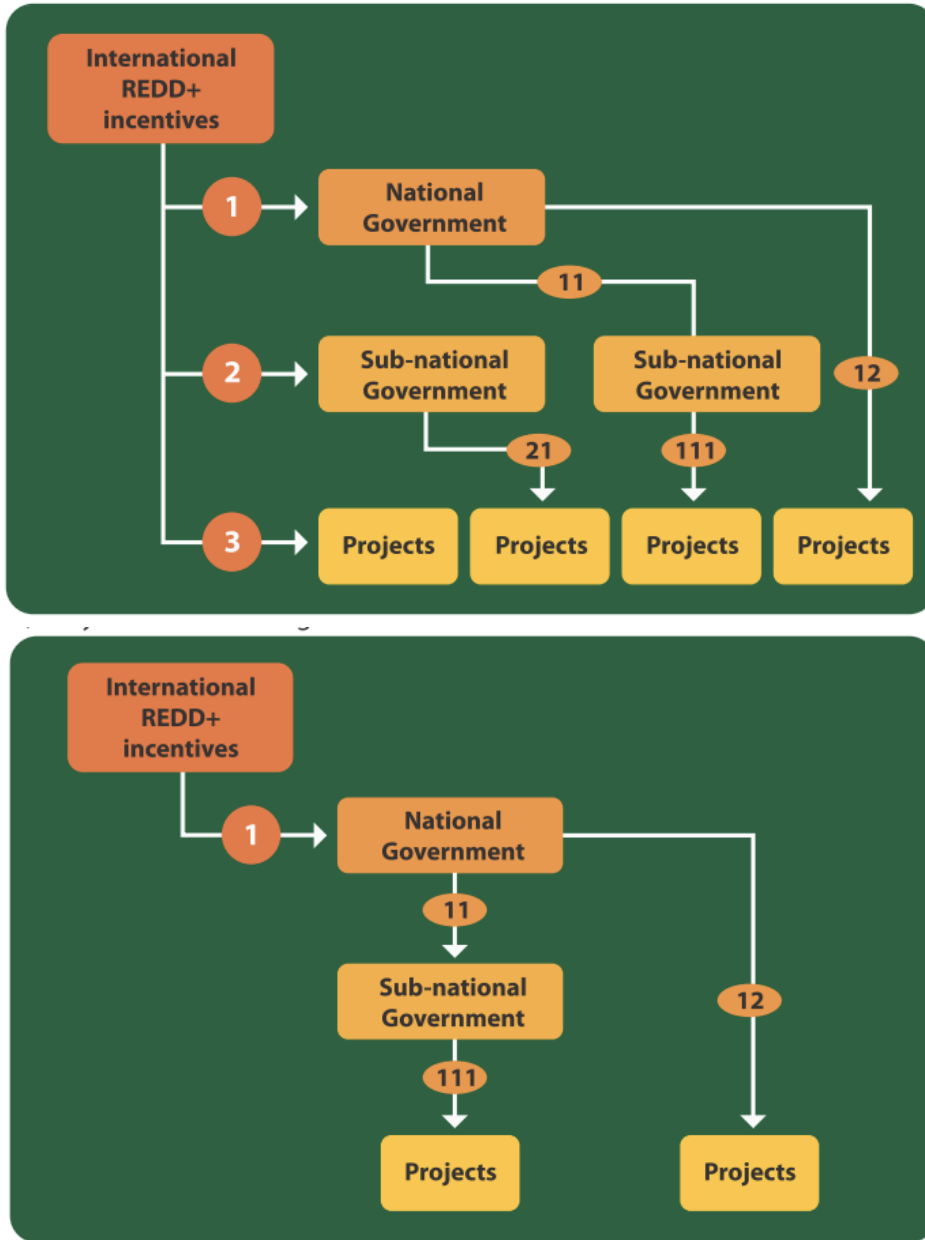 International
REDD+
incentives
1
National
Government
11
2
Sub-national
Government
Sub-national
Government
12
21
111
3
Projects
Projects
Projects
Projects
International
REDD+
incentives
1
National
Government
11
Sub-national
Government
12
111
Projects
Projects